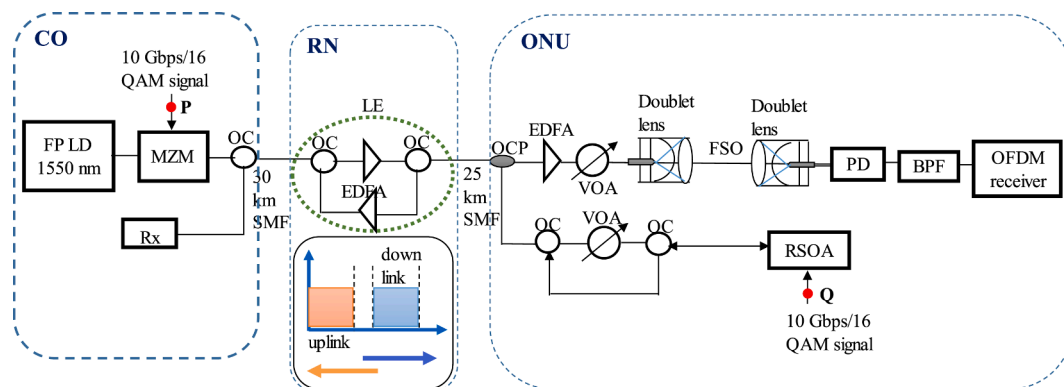 CO
10 Gbps/16
QAM signal
P
FP LD
1550 nm
MZM
OC
Rx
30
km
SMF
RN
LE
OC
OC
EDFA
down
link
uplink
25
km
SMF
ONU
OCP
EDFA
VOA
Doublet
lens
FSO
Doublet
lens
PD
BPF
OFDM
receiver
OC
VOA
OC
RSOA
Q
10 Gbps/16
QAM signal